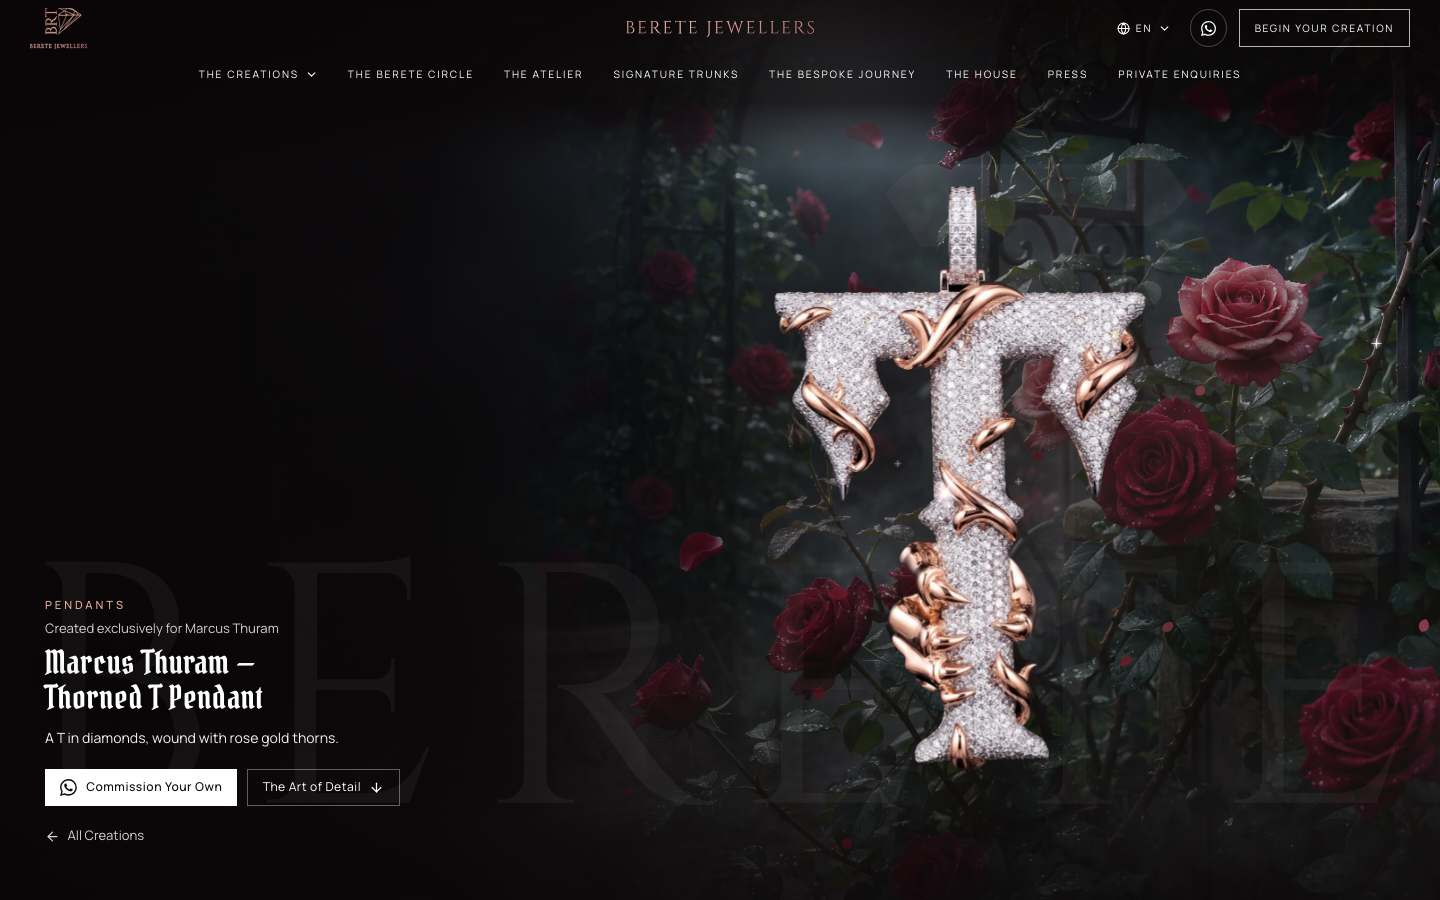 BRT
BERETE JEWELLERS
BERETE JEWELLERS
EN
BEGIN YOUR CREATION
THE CREATIONS
THE BERETE CIRCLE
THE ATELIER
SIGNATURE TRUNKS
THE BESPOKE JOURNEY
THE HOUSE
PRESS
PRIVATE ENQUIRIES
BERETE
PENDANTS
Created exclusively for Marcus Thuram
Marcus Thuram –
Thorned T Pendant
A T in diamonds, wound with rose gold thorns.
Commission Your Own
The Art of Detail
All Creations